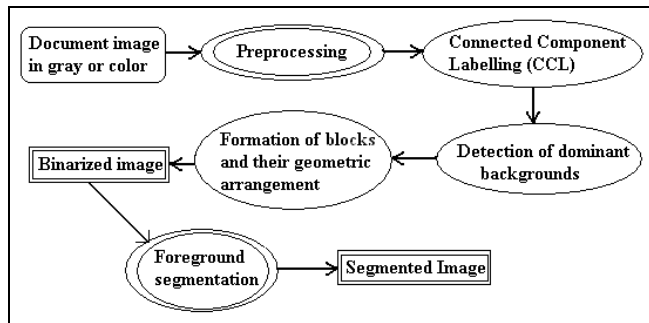 Document image
in gray or color
Preprocessing
Connected Component
Labelling (CCL)
Detection of dominant
backgrounds
Formation of blocks
and their geometric
arrangement
Binarized image
Foreground
segmentation
Segmented Image